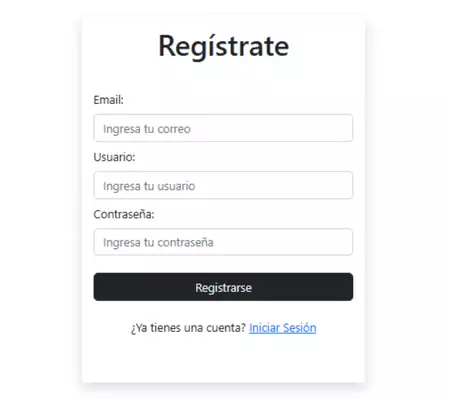 Regístrate
Email:
Ingresa tu correo
Usuario:
Ingresa tu usuario
Contraseña:
Ingresa tu contraseña
Registrarse
¿Ya tienes una cuenta? Iniciar Sesión